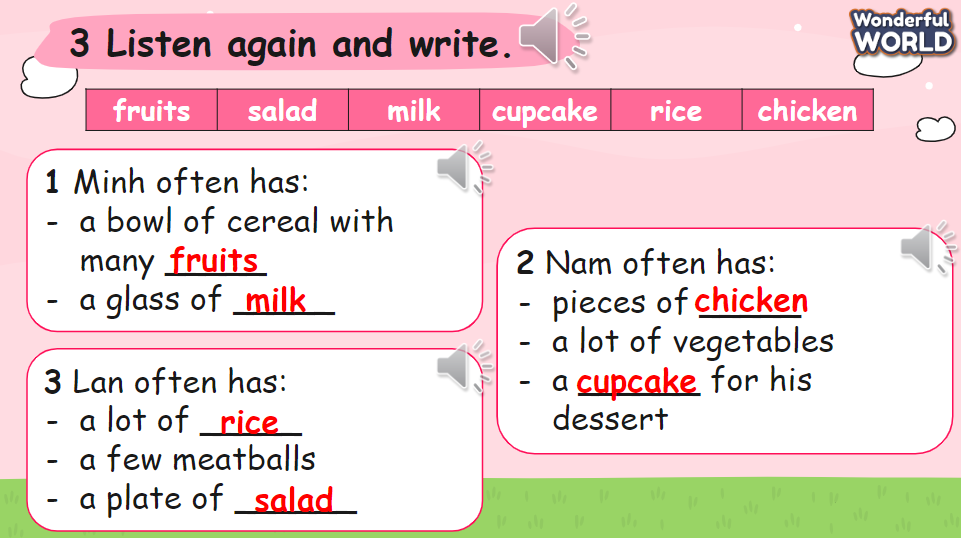 3 Listen again and write.
Wonderful
WORLD
fruits salad milk cupcake rice chicken
1 Minh often has:
- a bowl of cereal with
many fruits
- a glass of milk
2 Nam often has:
- pieces of chicken
- a lot of vegetables
- a cupcake for his
dessert
3 Lan often has:
- a lot of rice
- a few meatballs
- a plate of salad